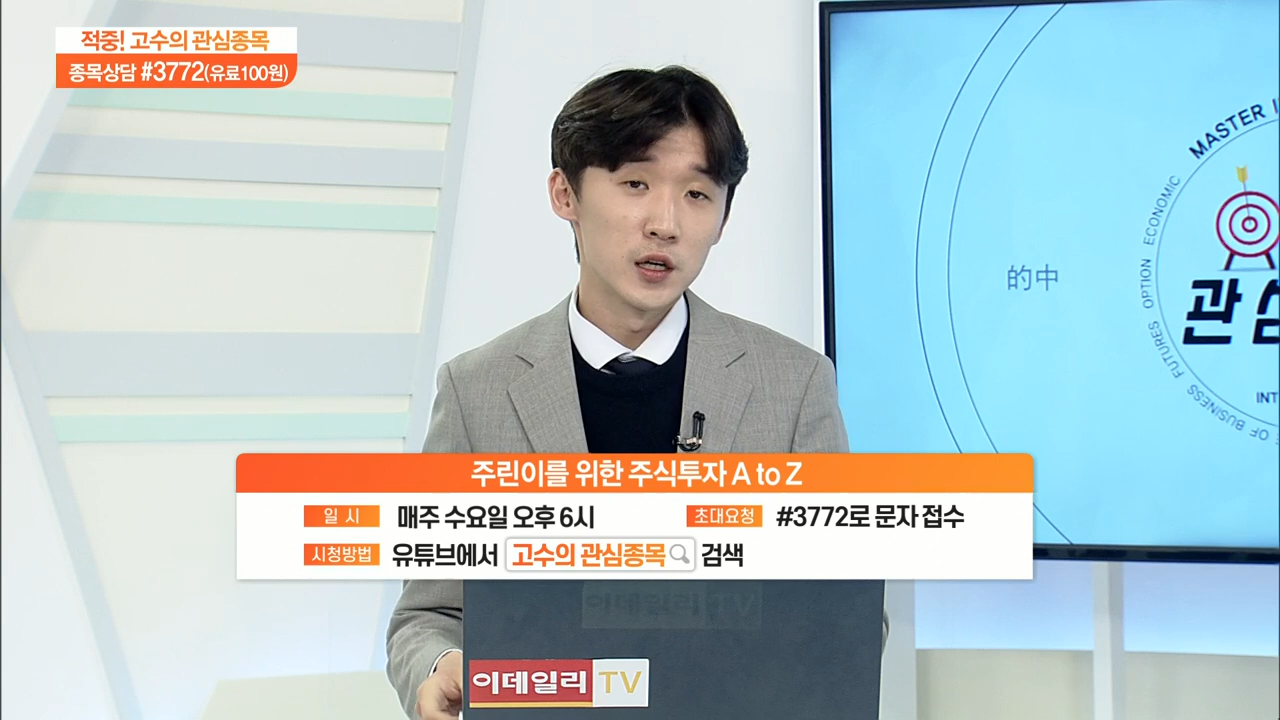 적중! 고수의 관심종목
종목상담 #3772(유료100원)
MASTER
ECONOMIC
OPTION
FUTURES
OF BUSINESS
的中
관심
INT
주린이를 위한 주식투자 A to Z
일 시 매주 수요일 오후 6시 초대요청 #3772로 문자 접수
시청방법 유튜브에서 고수의 관심종목 검색
이데일리 TV
이데일리 TV